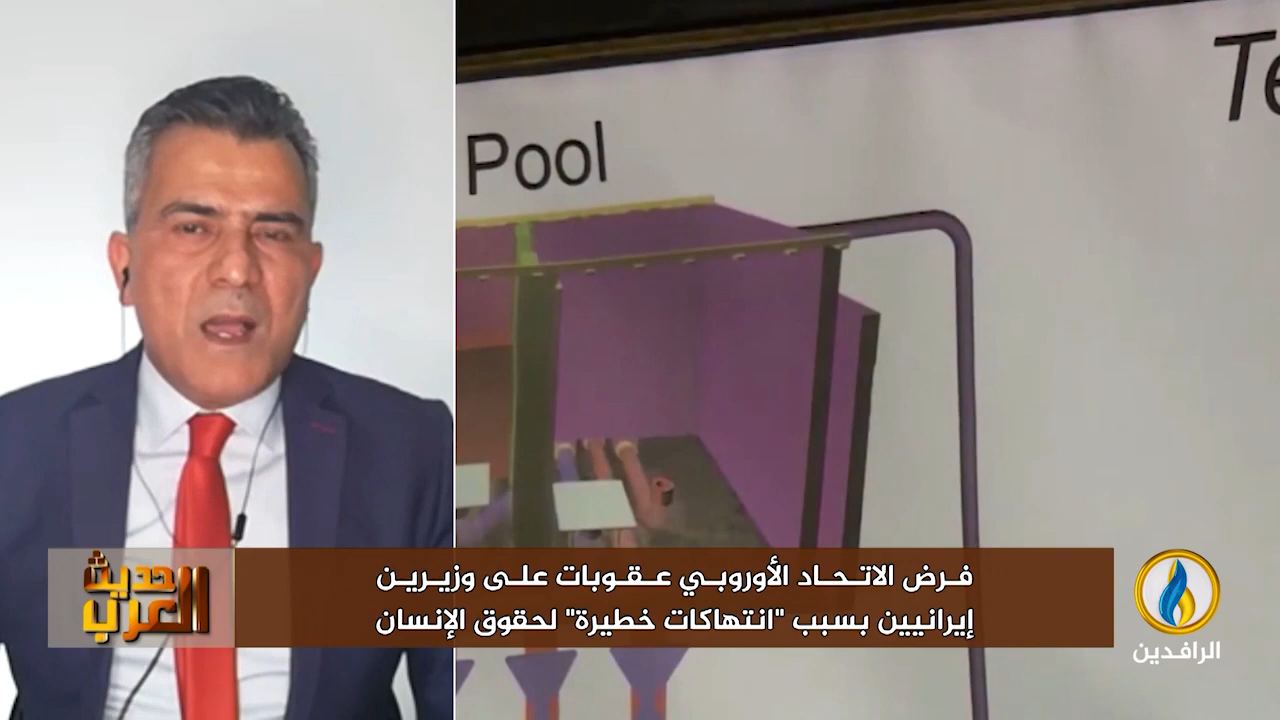 Pool
Te
فرض الاتحاد الأوروبي عقوبات على وزيرين
إيرانيين بسبب "انتهاكات خطيرة" لحقوق الإنسان
حديث
العرب
الرافدين